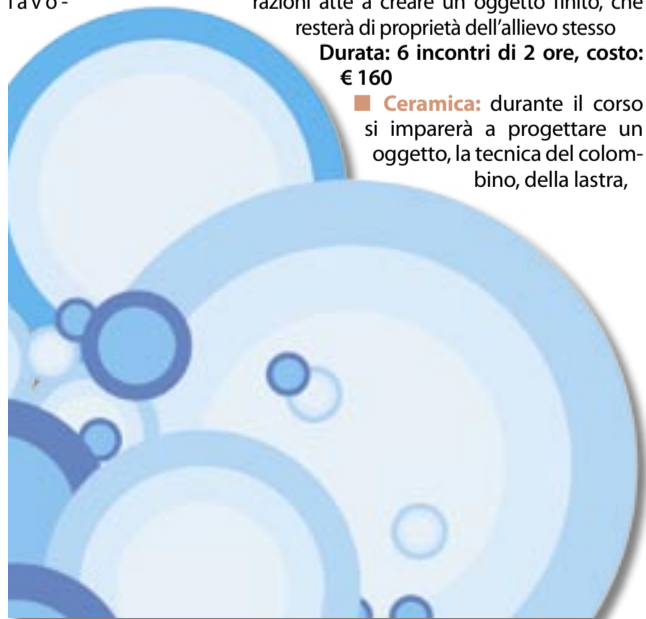 lavo-
razioni atte a creare un oggetto finito, che
resterà di proprietà dell’allievo stesso
Durata: 6 incontri di 2 ore, costo:
€ 160
■ Ceramica: durante il corso
si imparerà a progettare un
oggetto, la tecnica del colom-
bino, della lastra,